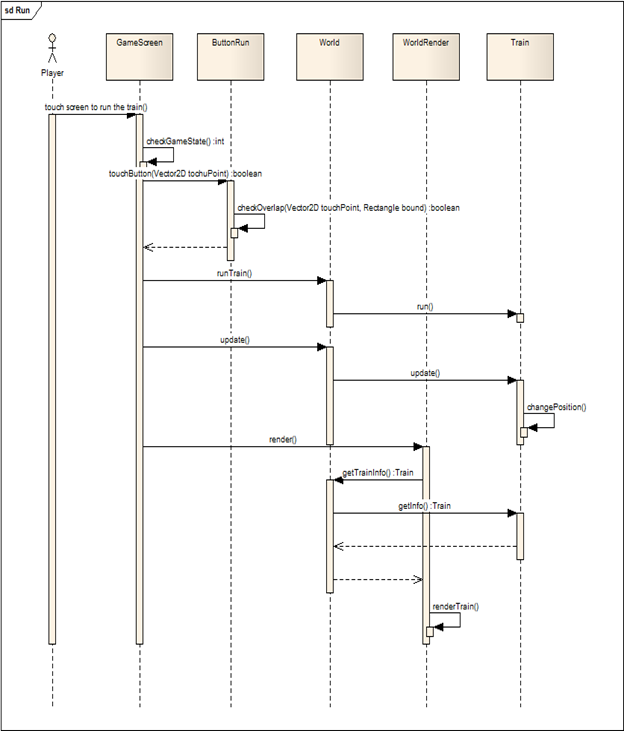 sd Run
GameScreen
ButtonRun
World
WorldRender
Train
Player
touch screen to run the train()
checkGameState() :int
touchButton(Vector2D tochuPoint) :boolean
checkOverlap(Vector2D touchPoint, Rectangle bound) :boolean
runTrain()
run()
update()
update()
changePosition()
render()
getTrainInfo() :Train
getInfo() :Train
renderTrain()